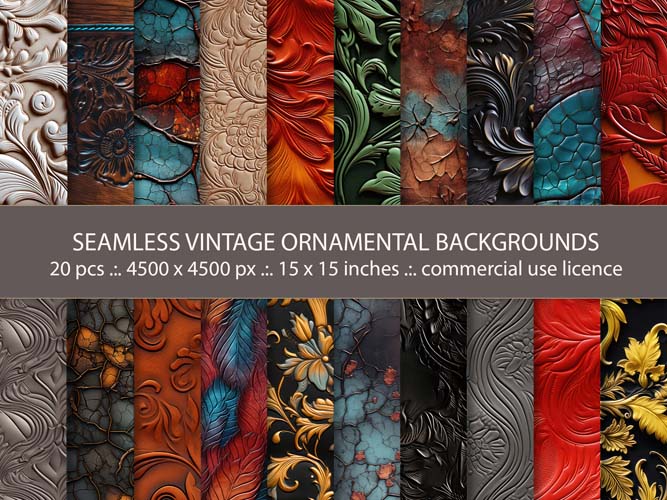 SEAMLESS VINTAGE ORNAMENTAL BACKGROUNDS
20 pcs .:. 4500 x 4500 px .:. 15 x 15 inches .:. commercial use licence